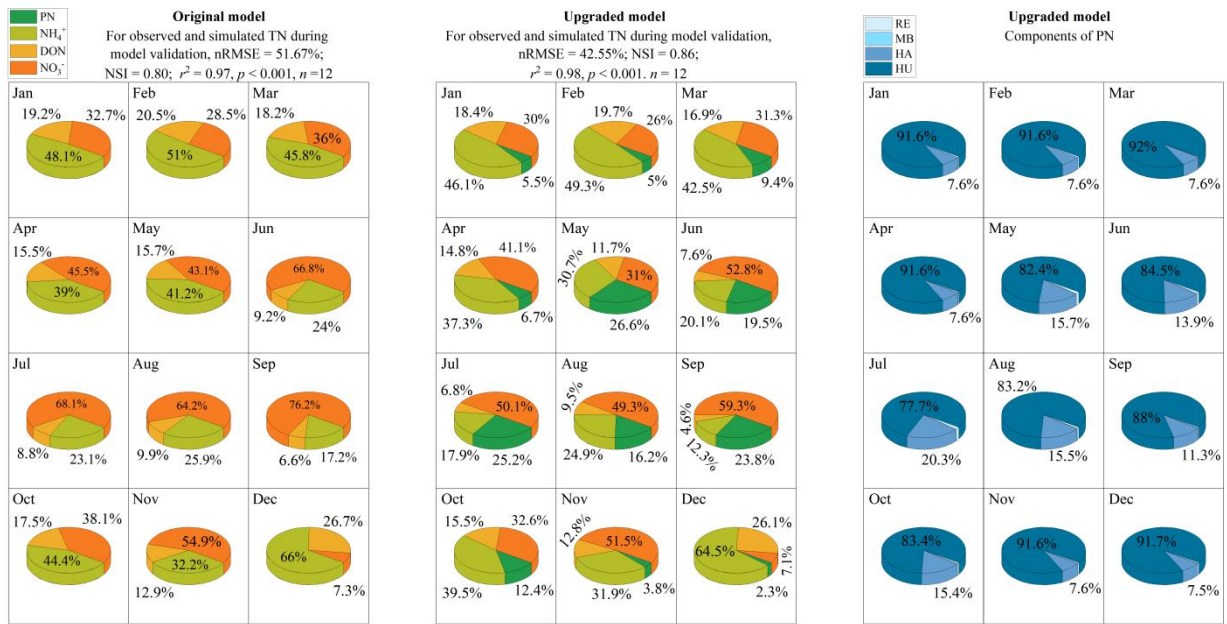 PN
NH₄⁺
DON
NO₃⁻
Original model
For observed and simulated TN during
model validation, nRMSE = 51.67%;
NSI = 0.80; r² = 0.97, p < 0.001, n =12
Jan
19.2%
32.7%
48.1%
Feb
20.5%
28.5%
51%
Mar
18.2%
36%
45.8%
Apr
15.5%
45.5%
39%
May
15.7%
43.1%
41.2%
Jun
66.8%
9.2%
24%
Jul
68.1%
8.8%
23.1%
Aug
64.2%
9.9%
25.9%
Sep
76.2%
6.6%
17.2%
Oct
17.5%
38.1%
44.4%
Nov
54.9%
32.2%
12.9%
Dec
26.7%
66%
7.3%
Upgraded model
For observed and simulated TN during model validation,
nRMSE = 42.55%; NSI = 0.86;
r² = 0.98, p < 0.001. n = 12
Jan
18.4%
30%
46.1%
5.5%
Feb
19.7%
26%
49.3%
5%
Mar
16.9%
31.3%
42.5%
9.4%
Apr
14.8%
41.1%
37.3%
6.7%
May
11.7%
30.7%
31%
26.6%
Jun
7.6%
52.8%
20.1%
19.5%
Jul
6.8%
50.1%
17.9%
25.2%
Aug
9.5%
49.3%
24.9%
16.2%
Sep
59.3%
4.6%
12.3%
23.8%
Oct
15.5%
32.6%
39.5%
12.4%
Nov
12.8%
51.5%
31.9%
3.8%
Dec
26.1%
64.5%
7.1%
2.3%
RE
MB
HA
HU
Upgraded model
Components of PN
Jan
91.6%
7.6%
Feb
91.6%
7.6%
Mar
92%
7.6%
Apr
91.6%
7.6%
May
82.4%
15.7%
Jun
84.5%
13.9%
Jul
77.7%
20.3%
Aug
83.2%
15.5%
Sep
88%
11.3%
Oct
83.4%
15.4%
Nov
91.6%
7.6%
Dec
91.7%
7.5%